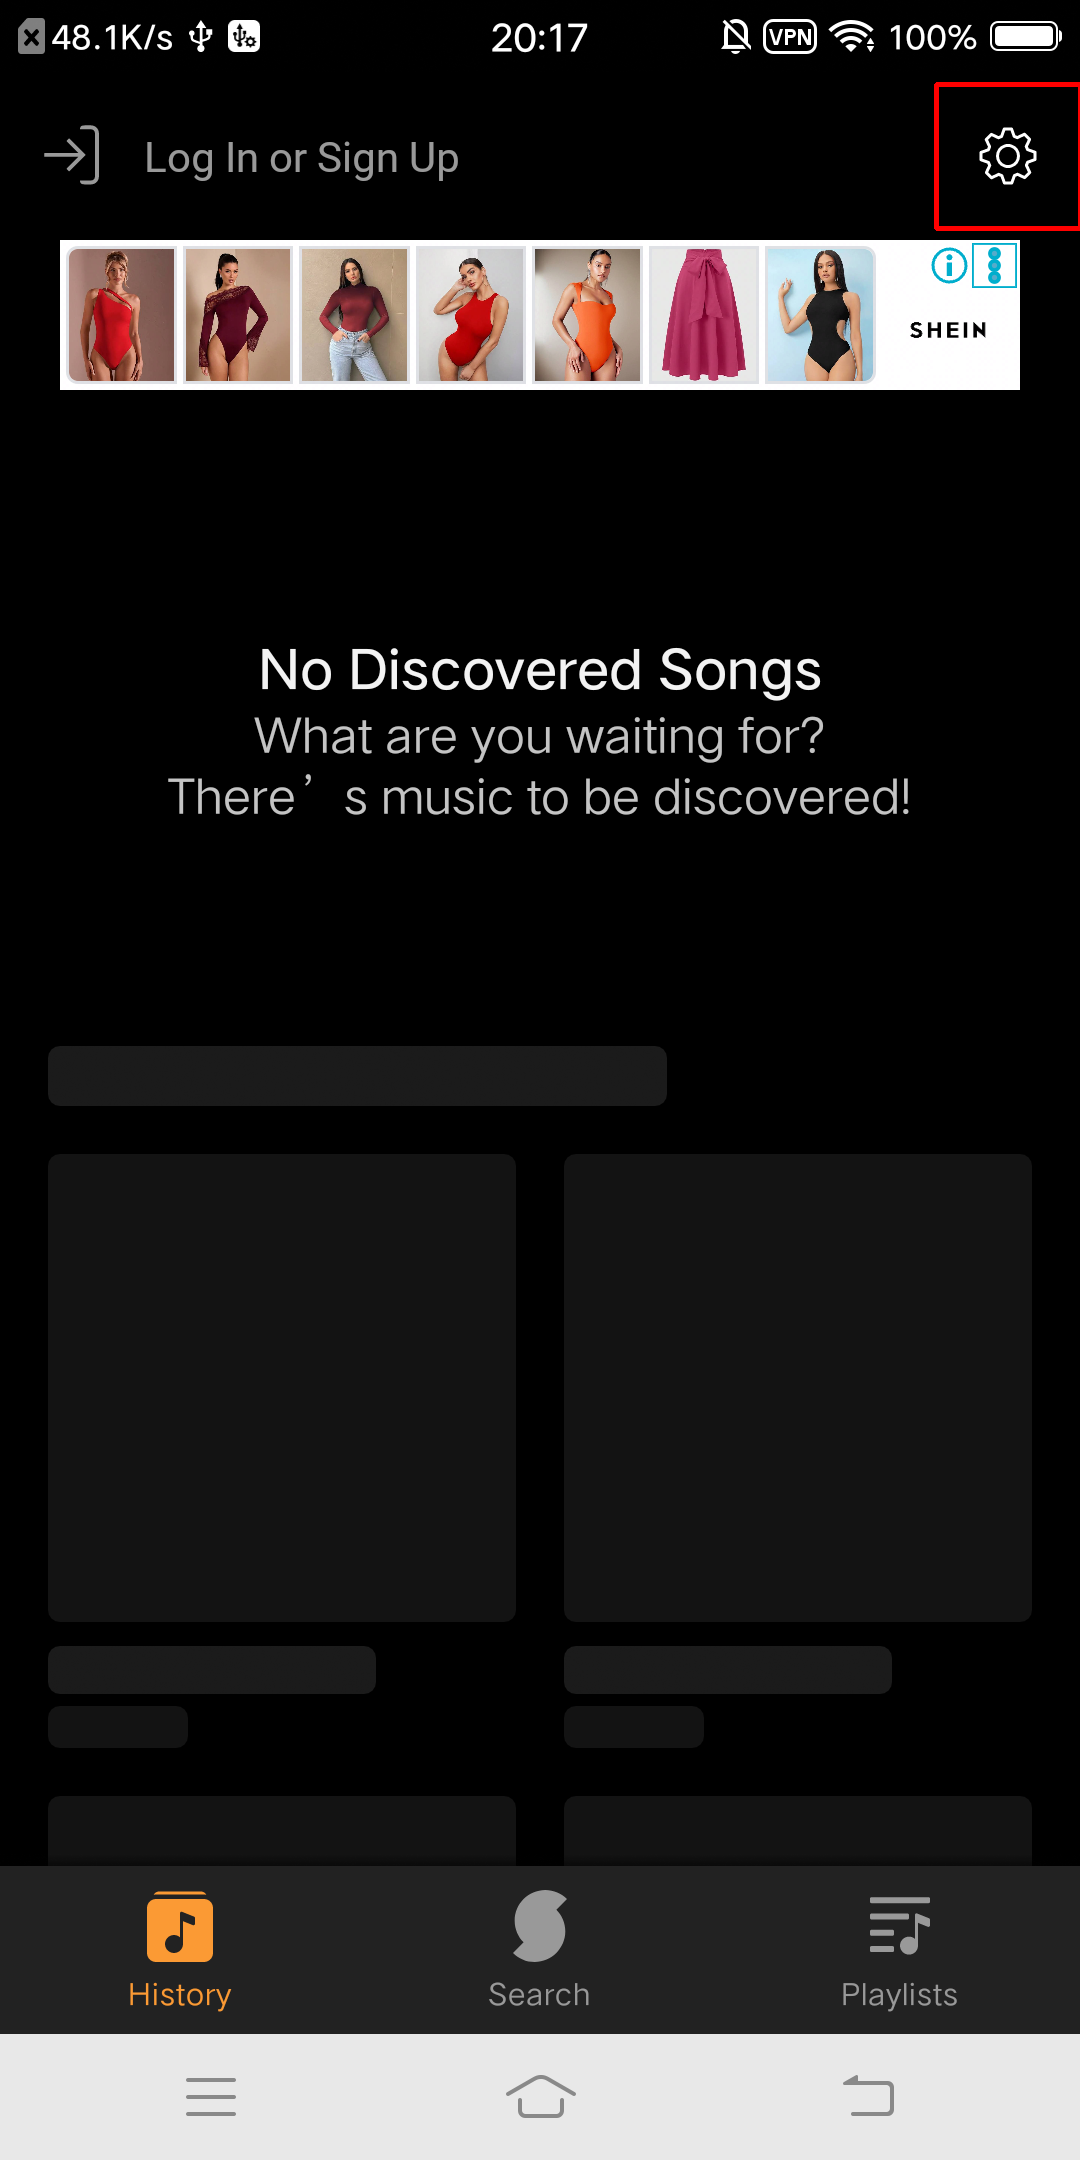 48.1K/s 20:17 VPN 100%
Log In or Sign Up
SHEIN
No Discovered Songs
What are you waiting for?
There’s music to be discovered!
History Search Playlists